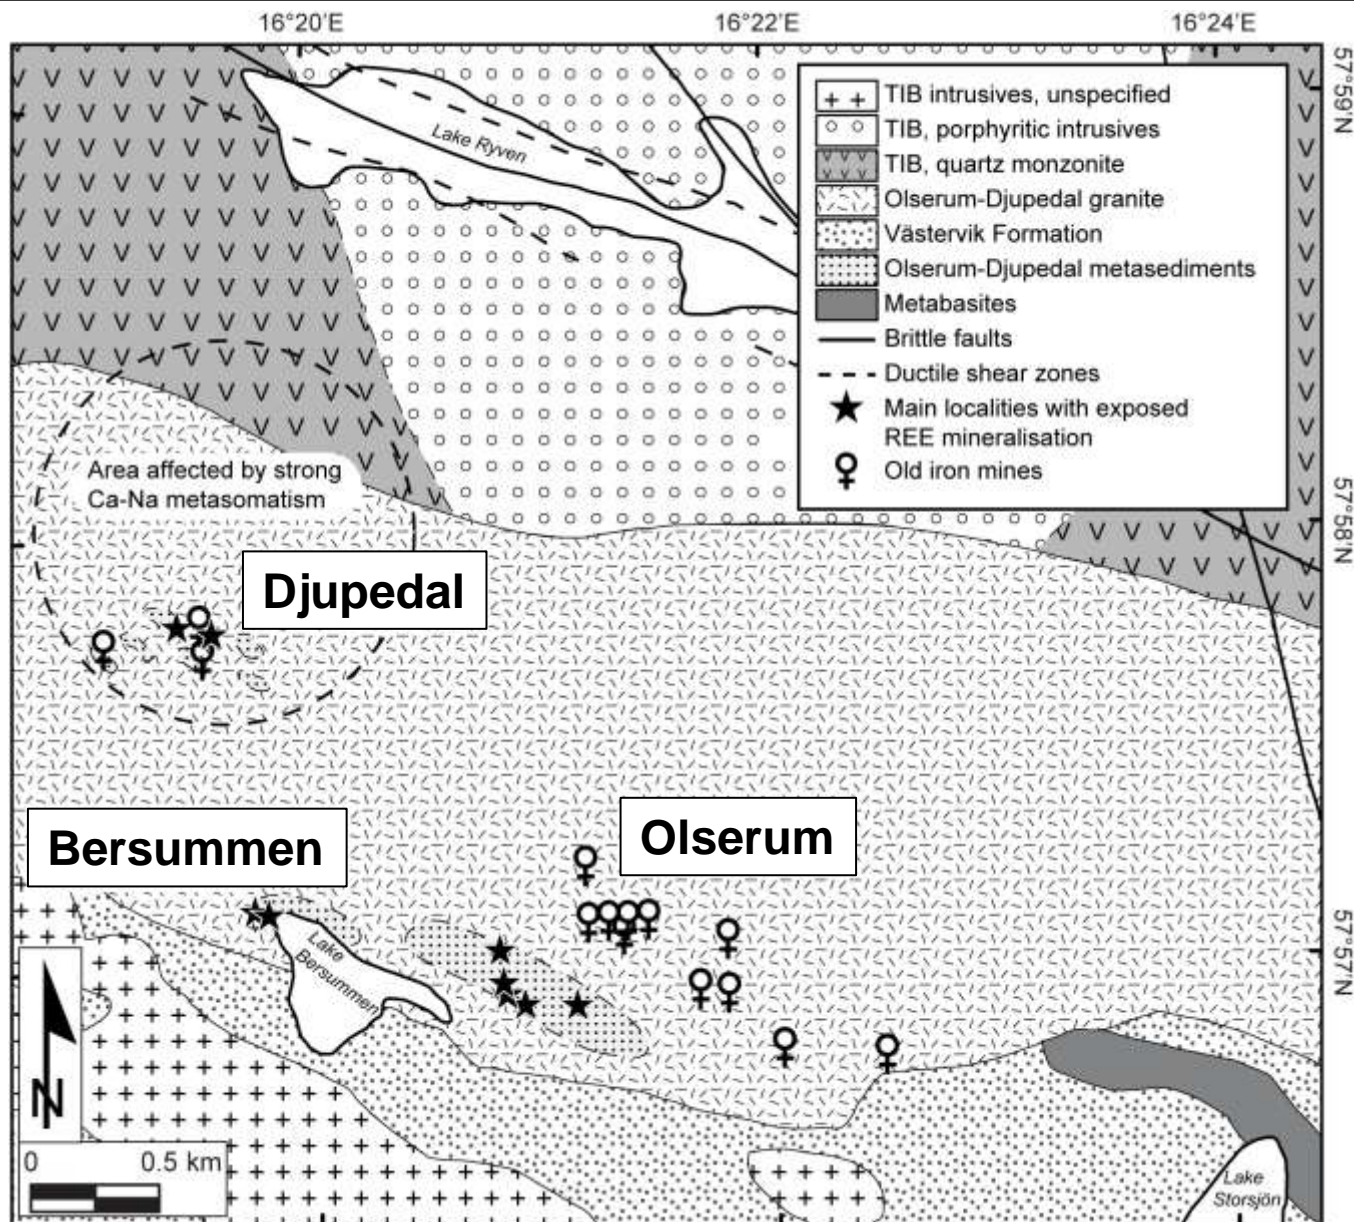 16°20'E
16°22'E
16°24'E
57°59'N
TIB intrusives, unspecified
TIB, porphyritic intrusives
TIB, quartz monzonite
Olserum-Djupedal granite
Västervik Formation
Olserum-Djupedal metasediments
Metabasites
Brittle faults
Ductile shear zones
Main localities with exposed
REE mineralisation
Old iron mines
Lake Ryven
Area affected by strong
Ca-Na metasomatism
57°58'N
Djupedal
Bersummen
Olserum
57°57'N
Lake
Bersummen
N
0 0.5 km
Lake
Storsjön